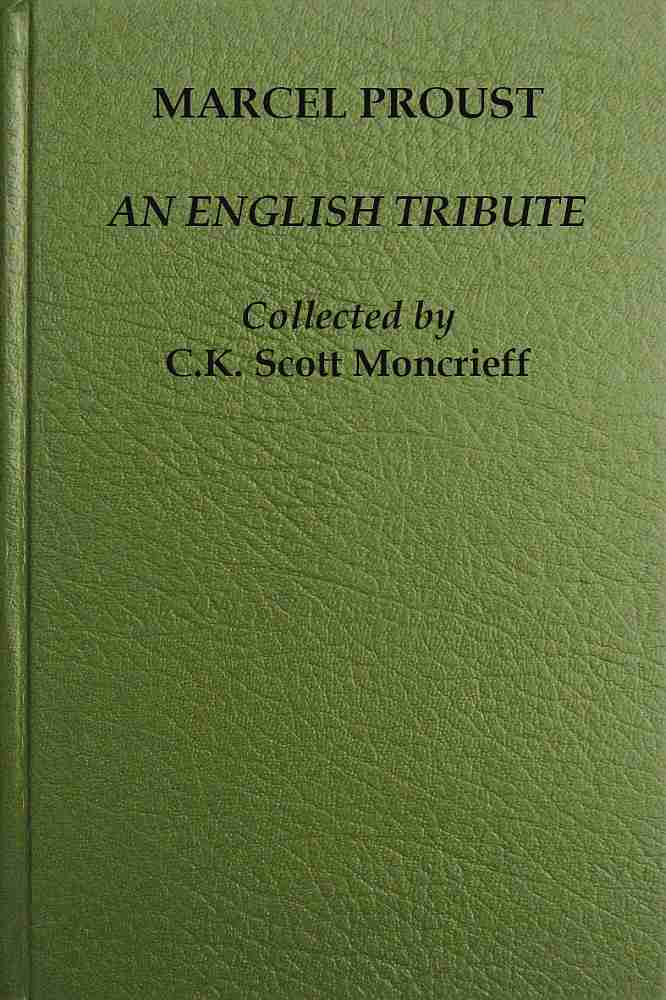 MARCEL PROUST
AN ENGLISH TRIBUTE
Collected by
C.K. Scott Moncrieff